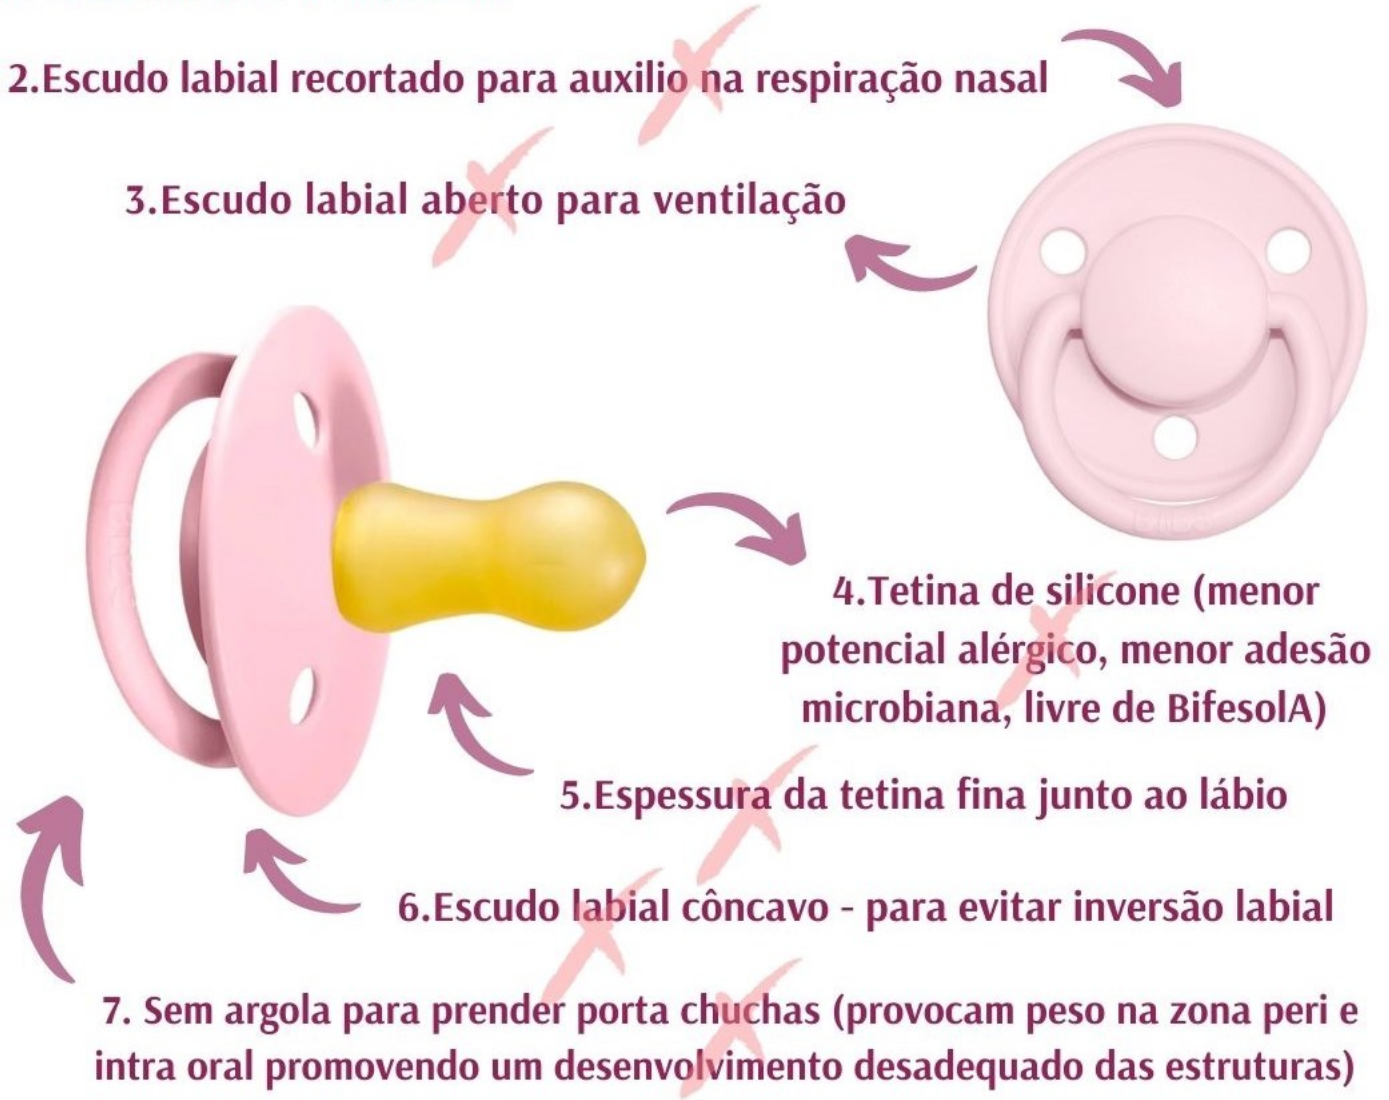 2.Escudo labial recortado para auxilio na respiração nasal
3.Escudo labial aberto para ventilação
4.Tetina de silicone (menor
potencial alérgico, menor adesão
microbiana, livre de BifesolA)
5.Espessura da tetina fina junto ao lábio
6.Escudo labial côncavo - para evitar inversão labial
7. Sem argola para prender porta chuchas (provocam peso na zona peri e
intra oral promovendo um desenvolvimento desadequado das estruturas)